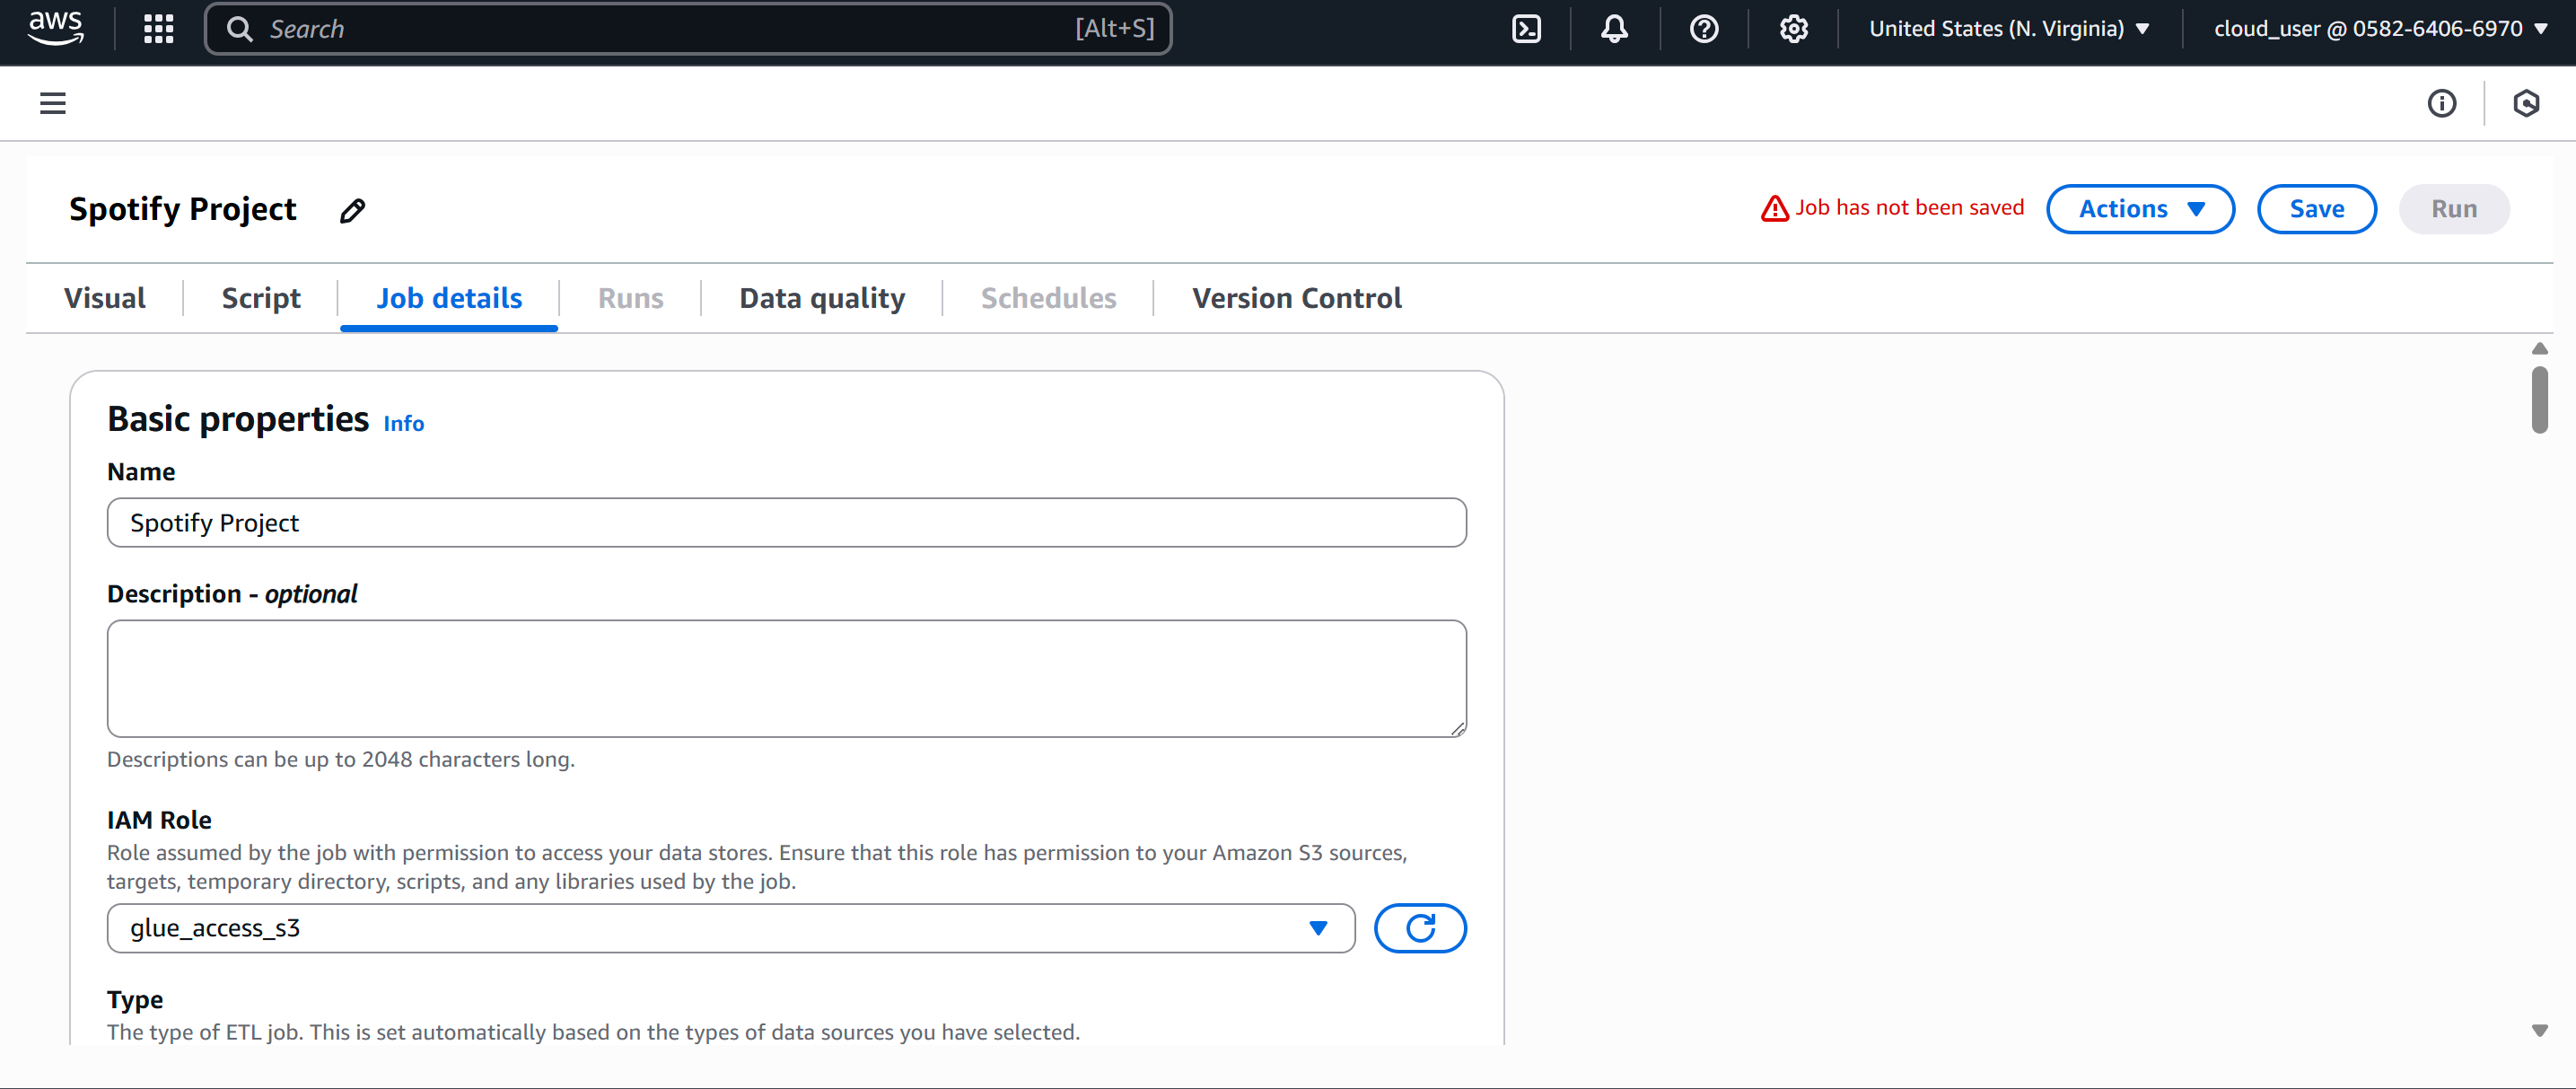 aws
Search
[Alt+S]
United States (N. Virginia)
cloud_user @ 0582-6406-6970
Spotify Project
Job has not been saved
Actions
Save
Run
Visual
Script
Job details
Runs
Data quality
Schedules
Version Control
Basic properties Info
Name
Spotify Project
Description - optional
Descriptions can be up to 2048 characters long.
IAM Role
Role assumed by the job with permission to access your data stores. Ensure that this role has permission to your Amazon S3 sources,
targets, temporary directory, scripts, and any libraries used by the job.
glue_access_s3
Type
The type of ETL job. This is set automatically based on the types of data sources you have selected.